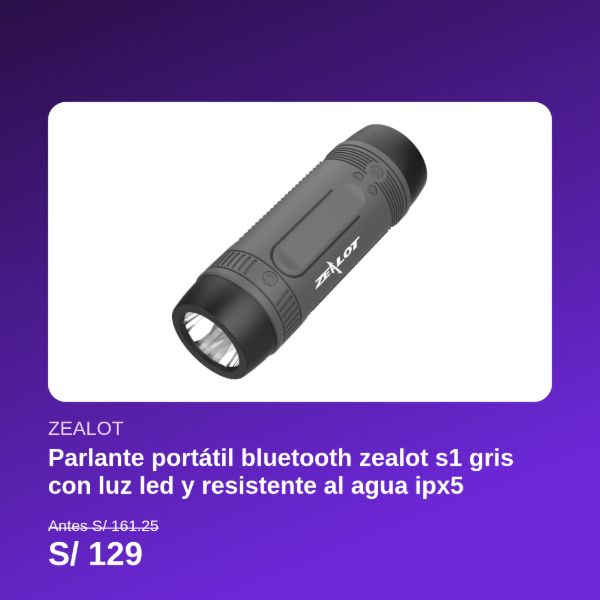 ZEALOT
ZEALOT
Parlante portátil bluetooth zealot s1 gris
con luz led y resistente al agua ipx5
Antes S/ 161.25
S/ 129